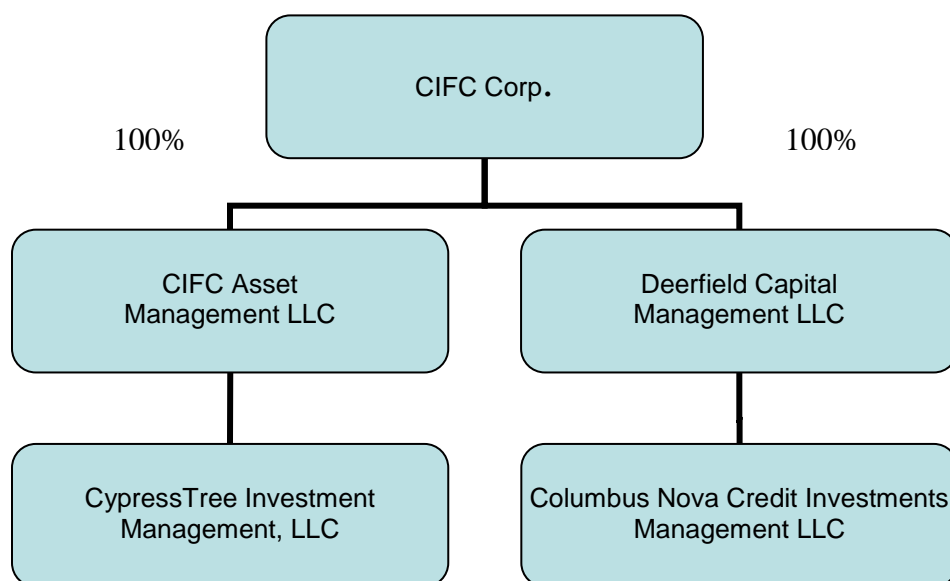 CIFC Corp.
100%
100%
CIFC Asset
Management LLC
Deerfield Capital
Management LLC
CypressTree Investment
Management, LLC
Columbus Nova Credit Investments
Management LLC